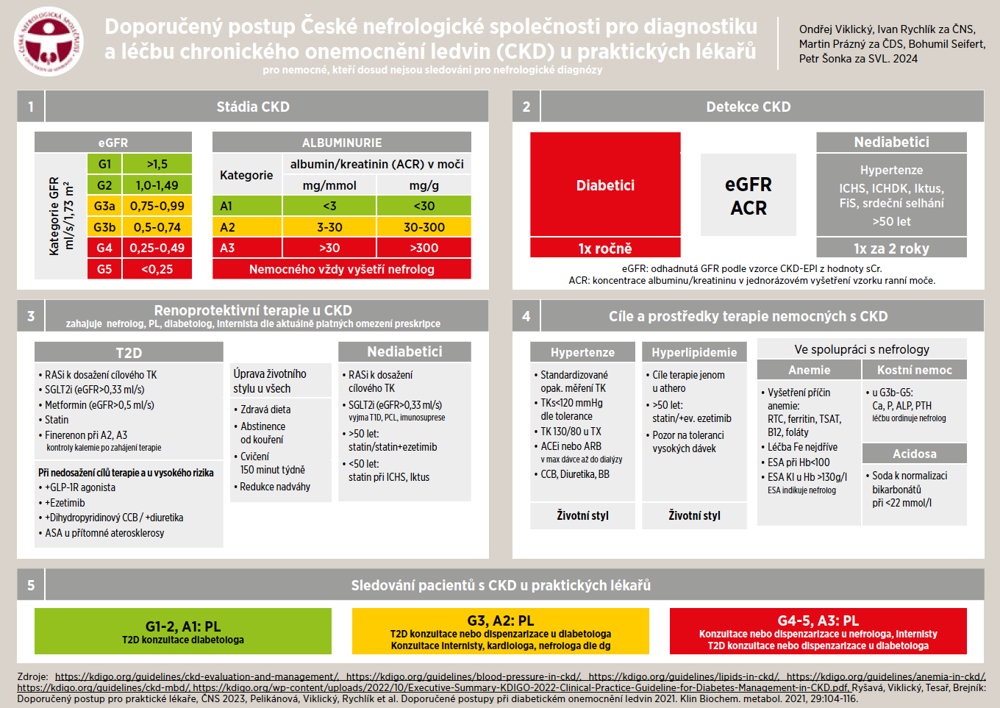 ČESKÁ NEFROLOGICKÁ SPOLEČNOST
Doporučený postup České nefrologické společnosti pro diagnostiku
a léčbu chronického onemocnění ledvin (CKD) u praktických lékařů
pro nemocné, kteří dosud nejsou sledováni pro nefrologické diagnózy
Ondřej Viklický, Ivan Rychlík za ČNS,
Martin Prázný za ČDS, Bohumil Seifert,
Petr Šonka za SVL. 2024
1 Stádia CKD
eGFR
Kategorie GFR
ml/s/1,73 m²
G1 >1,5
G2 1,0-1,49
G3a 0,75-0,99
G3b 0,5-0,74
G4 0,25-0,49
G5 <0,25
ALBUMINURIE
Kategorie
albumin/kreatinin (ACR) v moči
mg/mmol mg/g
A1 <3 <30
A2 3-30 30-300
A3 >30 >300
Nemocného vždy vyšetří nefrolog
2 Detekce CKD
Diabetici
1x ročně
eGFR
ACR
Nediabetici
Hypertenze
ICHS, ICHDK, Iktus,
FiS, srdeční selhání
>50 let
1x za 2 roky
eGFR: odhadnutá GFR podle vzorce CKD-EPI z hodnoty sCr.
ACR: koncentrace albuminu/kreatininu v jednorázovém vyšetření vzorku ranní moče.
3 Renoprotektivní terapie u CKD
zahajuje nefrolog, PL, diabetolog, internista dle aktuálně platných omezení preskripce
T2D
• RASi k dosažení cílového TK
• SGLT2i (eGFR>0,33 ml/s)
• Metformin (eGFR>0,5 ml/s)
• Statin
• Finerenon při A2, A3
kontroly kalemie po zahájení terapie
Při nedosažení cílů terapie a u vysokého rizika
• +GLP-1R agonista
• +Ezetimib
• +Dihydropyridinový CCB / +diuretika
• ASA u přítomné aterosklerosy
Úprava životního
stylu u všech
• Zdravá dieta
• Abstinence
od kouření
• Cvičení
150 minut týdně
• Redukce nadváhy
Nediabetici
• RASi k dosažení
cílového TK
• SGLT2i (eGFR>0,33 ml/s)
vyjma T1D, PCL, imunosuprese
• >50 let:
statin/statin+ezetimib
• <50 let:
statin při ICHS, Iktus
4 Cíle a prostředky terapie nemocných s CKD
Hypertenze
• Standardizované
opak. měření TK
• TKs<120 mmHg
dle tolerance
• TK 130/80 u TX
• ACEi nebo ARB
v max dávce až do dialýzy
• CCB, Diuretika, BB
Životní styl
Hyperlipidemie
• Cíle terapie jenom
u athero
• >50 let:
statin/+ev. ezetimib
• Pozor na toleranci
vysokých dávek
Životní styl
Ve spolupráci s nefrology
Anemie
• Vyšetření příčin
anemie:
RTC, ferritin, TSAT,
B12, foláty
• Léčba Fe nejdříve
• ESA při Hb<100
• ESA KI u Hb >130g/l
ESA indikuje nefrolog
Kostní nemoc
• u G3b-G5:
Ca, P, ALP, PTH
léčbu ordinuje nefrolog
Acidosa
• Soda k normalizaci
bikarbonátů
při <22 mmol/l
5 Sledování pacientů s CKD u praktických lékařů
G1-2, A1: PL
T2D konzultace diabetologa
G3, A2: PL
T2D konzultace nebo dispenzarizace u diabetologa
Konzultace internisty, kardiologa, nefrologa dle dg
G4-5, A3: PL
Konzultace nebo dispenzarizace u nefrologa, internisty
T2D konzultace nebo dispenzarizace u diabetologa
Zdroje: https://kdigo.org/guidelines/ckd-evaluation-and-management/, https://kdigo.org/guidelines/blood-pressure-in-ckd/, https://kdigo.org/guidelines/lipids-in-ckd/, https://kdigo.org/guidelines/anemia-in-ckd/,
https://kdigo.org/guidelines/ckd-mbd/, https://kdigo.org/wp-content/uploads/2022/10/Executive-Summary-KDIGO-2022-Clinical-Practice-Guideline-for-Diabetes-Management-in-CKD.pdf, Ryšavá, Viklický, Tesař, Brejník:
Doporučený postup pro praktické lékaře, ČNS 2023, Pelikánová, Viklický, Rychlík et al. Doporučené postupy při diabetickém onemocnění ledvin 2021. Klin Biochem. metabol. 2021, 29:104-116.